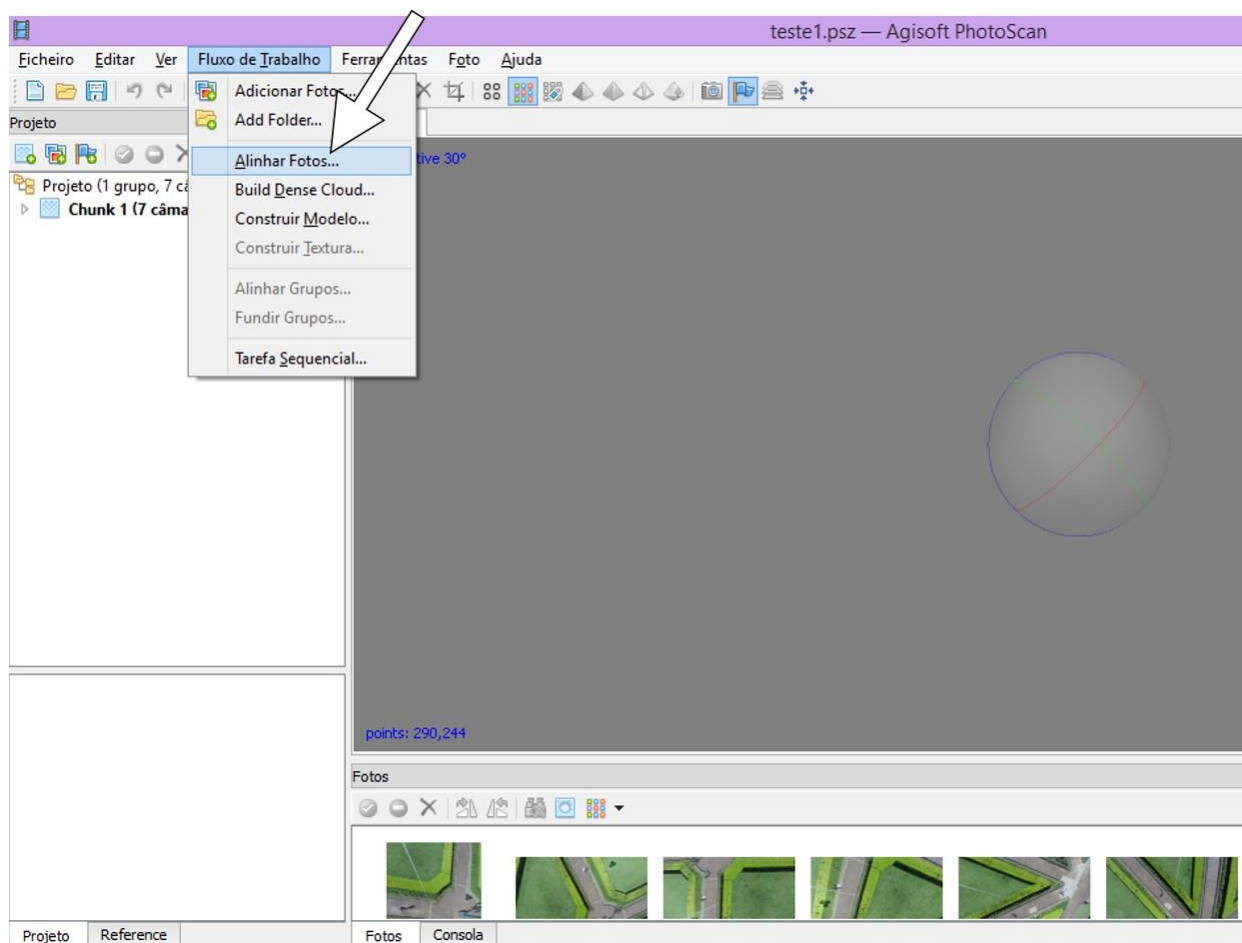 teste1.psz — Agisoft PhotoScan
Ficheiro Editar Ver Fluxo de Trabalho Ferramentas Foto Ajuda
Adicionar Fotos...
Add Folder...
Alinhar Fotos...
Build Dense Cloud...
Construir Modelo...
Construir Textura...
Alinhar Grupos...
Fundir Grupos...
Tarefa Sequencial...
Projeto
Projeto (1 grupo, 7 câ
Chunk 1 (7 câma
tive 30°
points: 290,244
Fotos
Projeto Reference
Fotos Consola